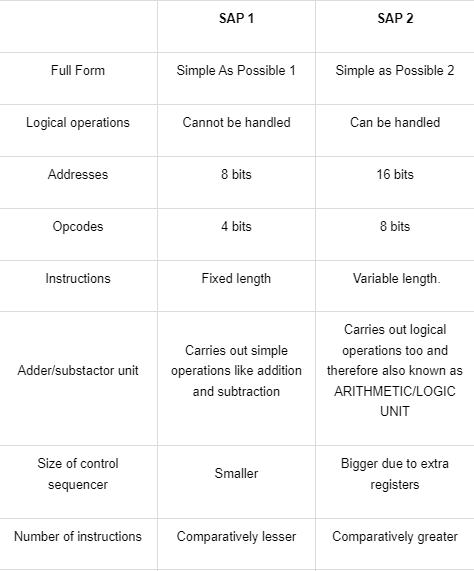 SAP 1 SAP 2
Full Form Simple As Possible 1 Simple as Possible 2
Logical operations Cannot be handled Can be handled
Addresses 8 bits 16 bits
Opcodes 4 bits 8 bits
Instructions Fixed length Variable length.
Adder/substactor unit
Carries out simple
operations like addition
and subtraction
Carries out logical
operations too and
therefore also known as
ARITHMETIC/LOGIC
UNIT
Size of control
sequencer
Smaller
Bigger due to extra
registers
Number of instructions Comparatively lesser Comparatively greater